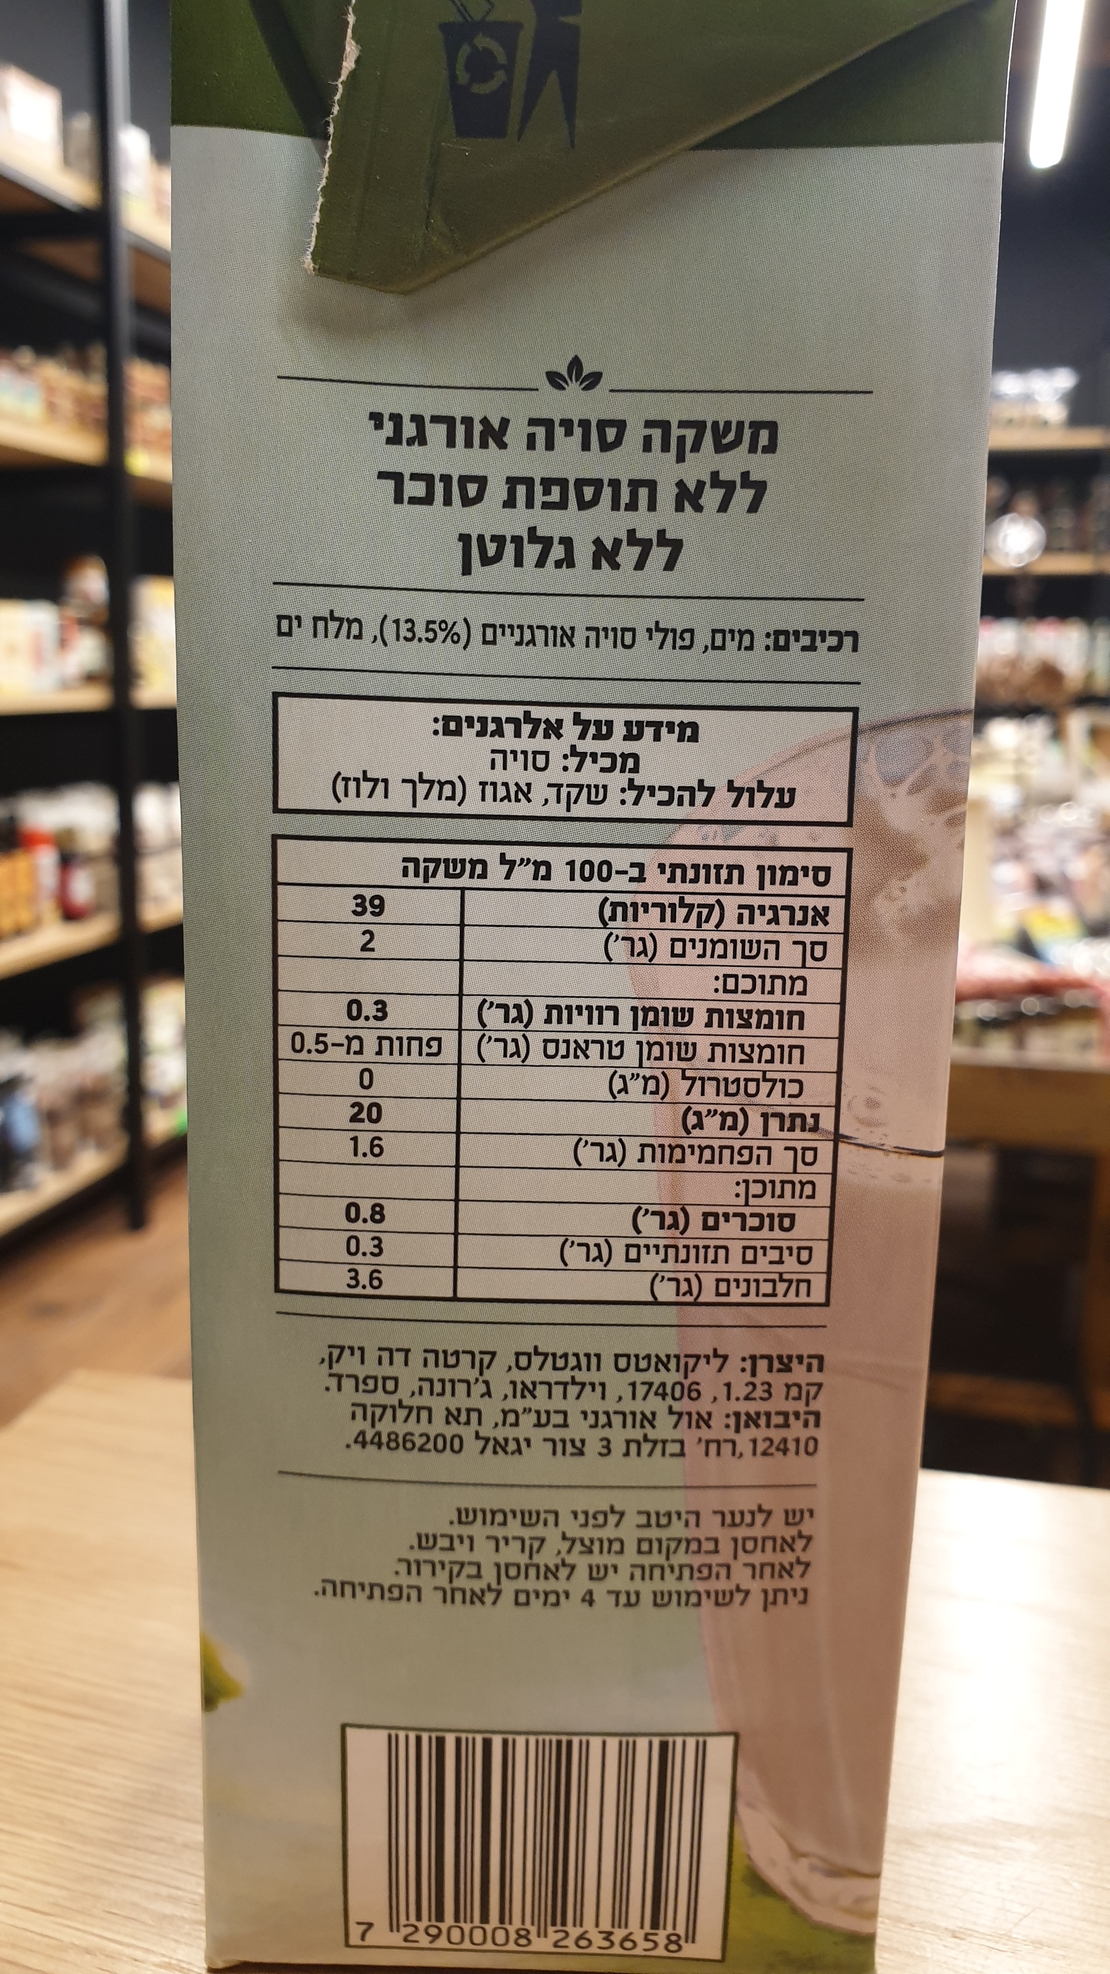 משקה סויה אורגני
ללא תוספת סוכר
ללא גלוטן
רכיבים: מים, פולי סויה אורגניים (13.5%), מלח ים
מידע על אלרגנים:
מכיל: סויה
עלול להכיל: שקד, אגוז (מלך ולוז)
סימון תזונתי ב-100 מ״ל משקה
אנרגיה (קלוריות) 39
סך השומנים (גר׳) 2
מתוכם:
חומצות שומן רוויות (גר׳) 0.3
חומצות שומן טראנס (גר׳) פחות מ-0.5
כולסטרול (מ״ג) 0
נתרן (מ״ג) 20
סך הפחמימות (גר׳) 1.6
מתוכן:
סוכרים (גר׳) 0.8
סיבים תזונתיים (גר׳) 0.3
חלבונים (גר׳) 3.6
היצרן: ליקואטס ווגטלס, קרטה דה ויק,
קמ 1.23, 17406, וילדראו, ג׳רונה, ספרד.
היבואן: אול אורגני בע״מ, תא חלוקה
12410, רח׳ בזלת 3 צור יגאל 4486200.
יש לנער היטב לפני השימוש.
לאחסן במקום מוצל, קריר ויבש.
לאחר הפתיחה יש לאחסן בקירור.
ניתן לשימוש עד 4 ימים לאחר הפתיחה.
7 290008 263658